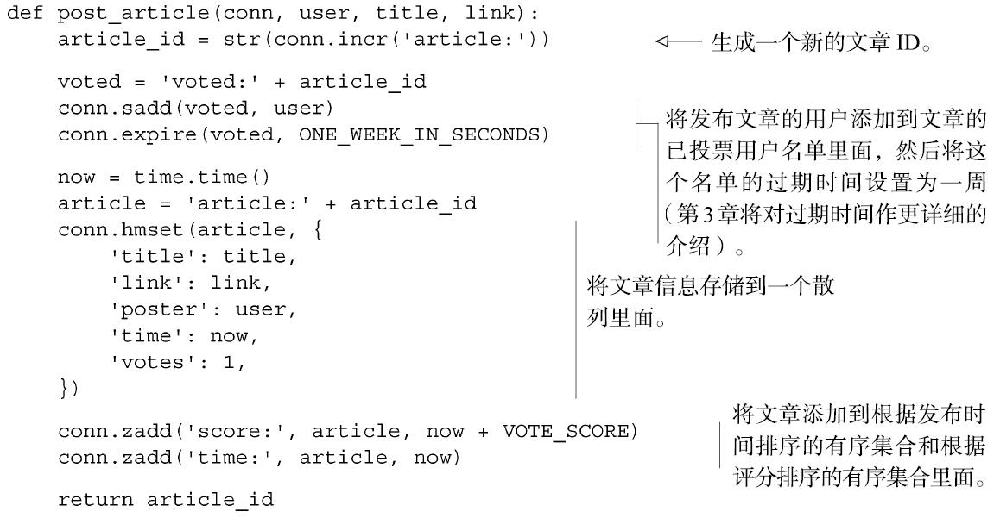 def post_article(conn, user, title, link):
    article_id = str(conn.incr('article:'))
生成一个新的文章 ID。
    voted = 'voted:' + article_id
    conn.sadd(voted, user)
    conn.expire(voted, ONE_WEEK_IN_SECONDS)
将发布文章的用户添加到文章的
已投票用户名单里面，然后将这
个名单的过期时间设置为一周
（第 3 章将对过期时间作更详细的
介绍）。
    now = time.time()
    article = 'article:' + article_id
    conn.hmset(article, {
        'title': title,
        'link': link,
        'poster': user,
        'time': now,
        'votes': 1,
    })
将文章信息存储到一个散
列里面。
    conn.zadd('score:', article, now + VOTE_SCORE)
    conn.zadd('time:', article, now)
将文章添加到根据发布时
间排序的有序集合和根据
评分排序的有序集合里面。
    return article_id